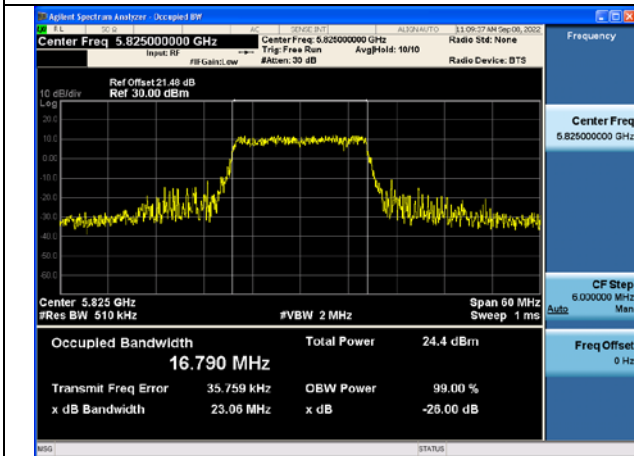 Agilent Spectrum Analyzer - Occupied BW
RL 50 Ω AC SENSE:INT ALIGNAUTO 11:09:37 AM Sep 08, 2022
Center Freq 5.825000000 GHz
Center Freq: 5.825000000 GHz Radio Std: None
Input: RF Trig: Free Run Avg|Hold: 10/10
#IFGain:Low #Atten: 30 dB Radio Device: BTS
Frequency
Ref Offset 21.48 dB
10 dB/div Ref 30.00 dBm
Log
20.0
10.0
0.00
-10.0
-20.0
-30.0
-40.0
-50.0
-60.0
Center Freq
5.825000000 GHz
Center 5.825 GHz Span 60 MHz
#Res BW 510 kHz #VBW 2 MHz Sweep 1 ms
CF Step
6.000000 MHz
Auto Man
Occupied Bandwidth Total Power 24.4 dBm
16.790 MHz
Transmit Freq Error 35.759 kHz OBW Power 99.00 %
x dB Bandwidth 23.06 MHz x dB -26.00 dB
Freq Offset
0 Hz
MSG STATUS